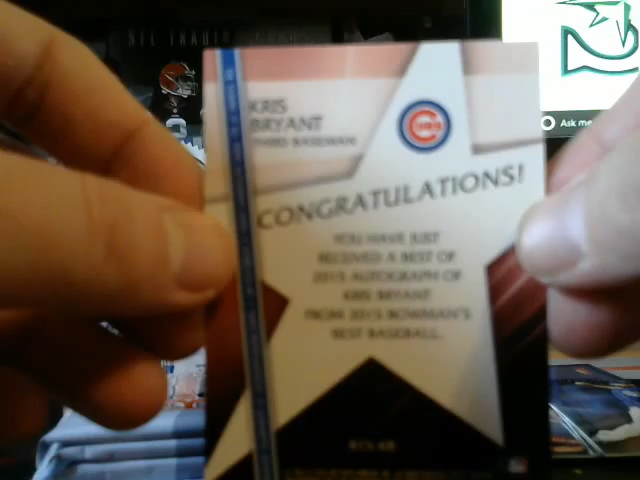 KRIS
BRYANT
THIRD BASEMAN
CUBS
CONGRATULATIONS!
YOU HAVE JUST
RECEIVED A BEST OF
2015 AUTOGRAPH OF
KRIS BRYANT
FROM 2015 BOWMAN'S
BEST BASEBALL.
Ask me